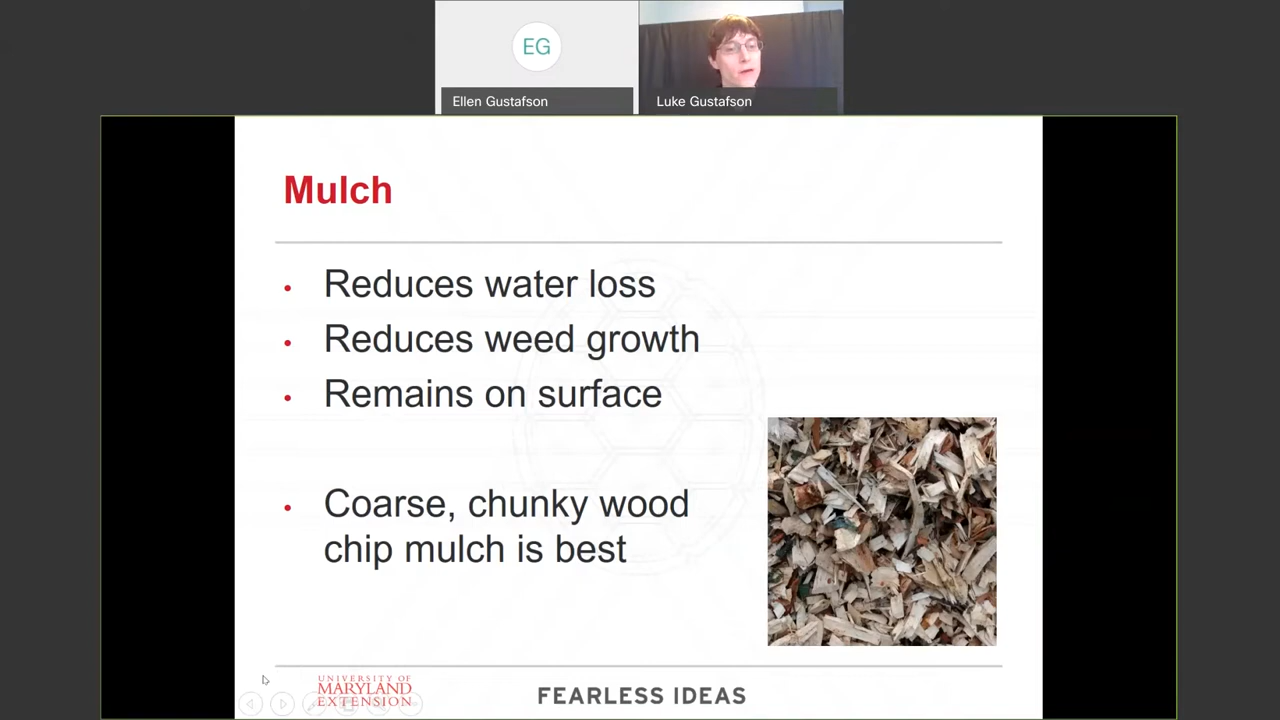 EG
Ellen Gustafson
Luke Gustafson
Mulch
• Reduces water loss
• Reduces weed growth
• Remains on surface
• Coarse, chunky wood
chip mulch is best
UNIVERSITY OF
MARYLAND
EXTENSION
FEARLESS IDEAS